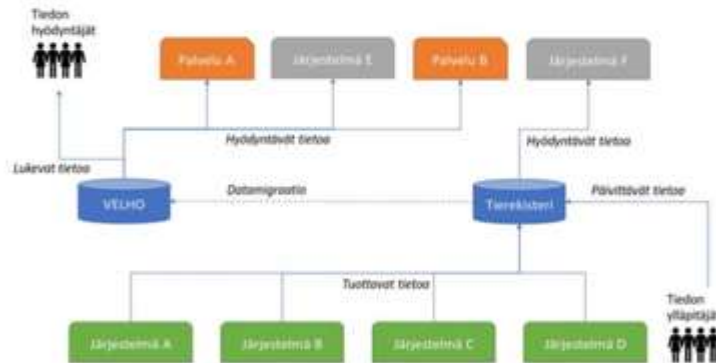 Tiedon
hyödyntäjät
Palvelu A
Järjestelmä E
Palvelu B
Järjestelmä F
Hyödyntävät tietoa
Hyödyntävät tietoa
Lukevat tietoa
VELHO
Datamigraatio
Tierekisteri
Päivittävät tietoa
Tuottavat tietoa
Tiedon
ylläpitäjät
Järjestelmä A
Järjestelmä B
Järjestelmä C
Järjestelmä D